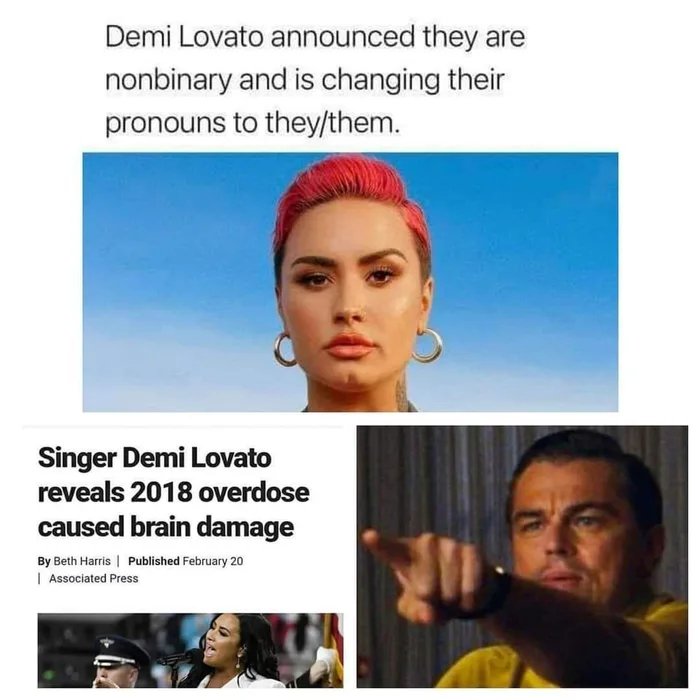 Demi Lovato announced they are
nonbinary and is changing their
pronouns to they/them.
Singer Demi Lovato
reveals 2018 overdose
caused brain damage
By Beth Harris | Published February 20
| Associated Press